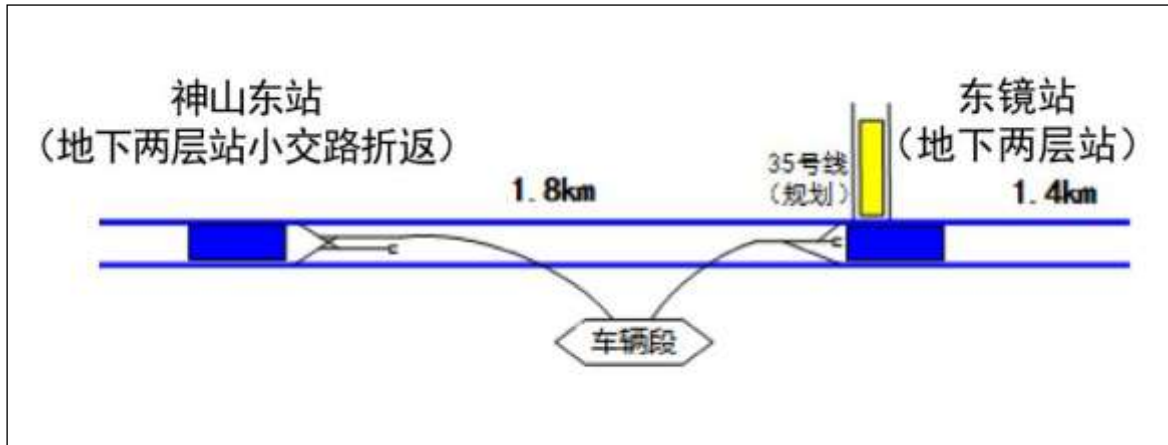 神山东站
（地下两层站小交路折返）
1.8km
35号线
（规划）
东镜站
（地下两层站）
1.4km
车辆段